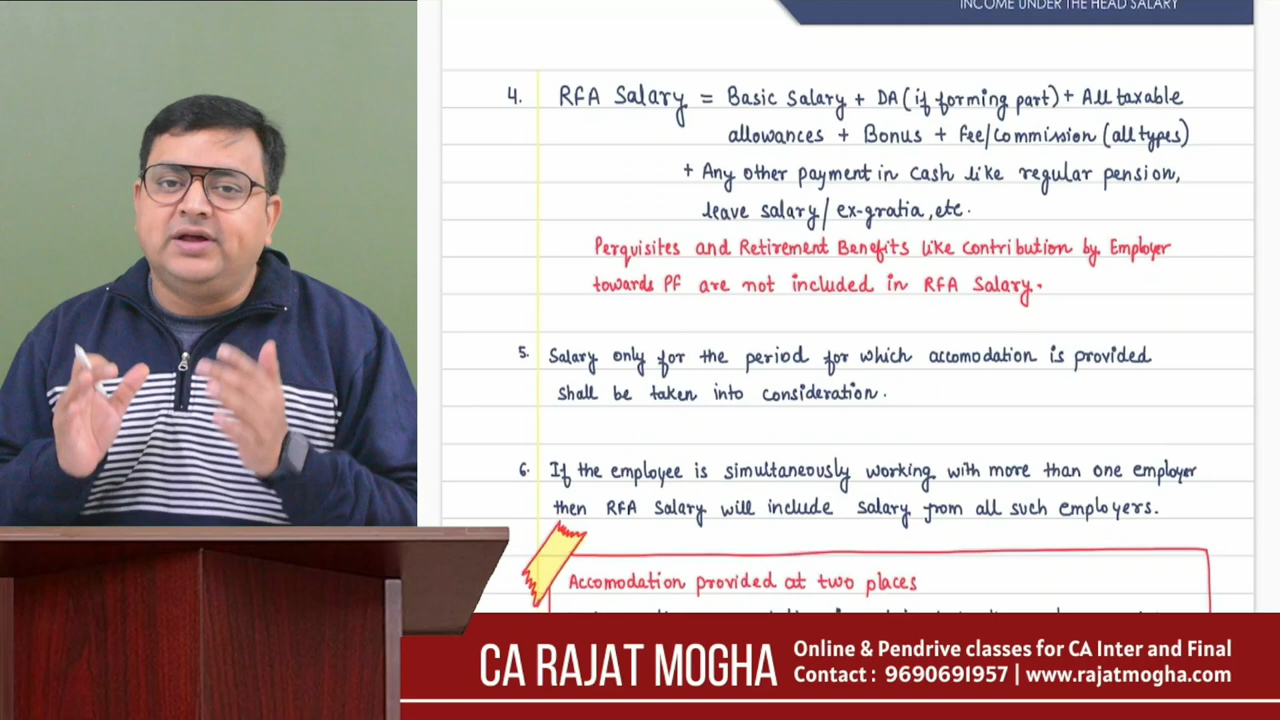 INCOME UNDER THE HEAD SALARY
4. RFA Salary = Basic Salary + DA (if forming part) + All taxable
allowances + Bonus + Fee/Commission (all types)
+ Any other payment in cash like regular pension,
leave salary/ex-gratia, etc.
Perquisites and Retirement Benefits like contribution by Employer
towards PF are not included in RFA Salary.
5. Salary only for the period for which accomodation is provided
shall be taken into consideration.
6. If the employee is simultaneously working with more than one employer
then RFA Salary will include salary from all such employers.
Accomodation provided at two places
CA RAJAT MOGHA
Online & Pendrive classes for CA Inter and Final
Contact : 9690691957 | www.rajatmogha.com